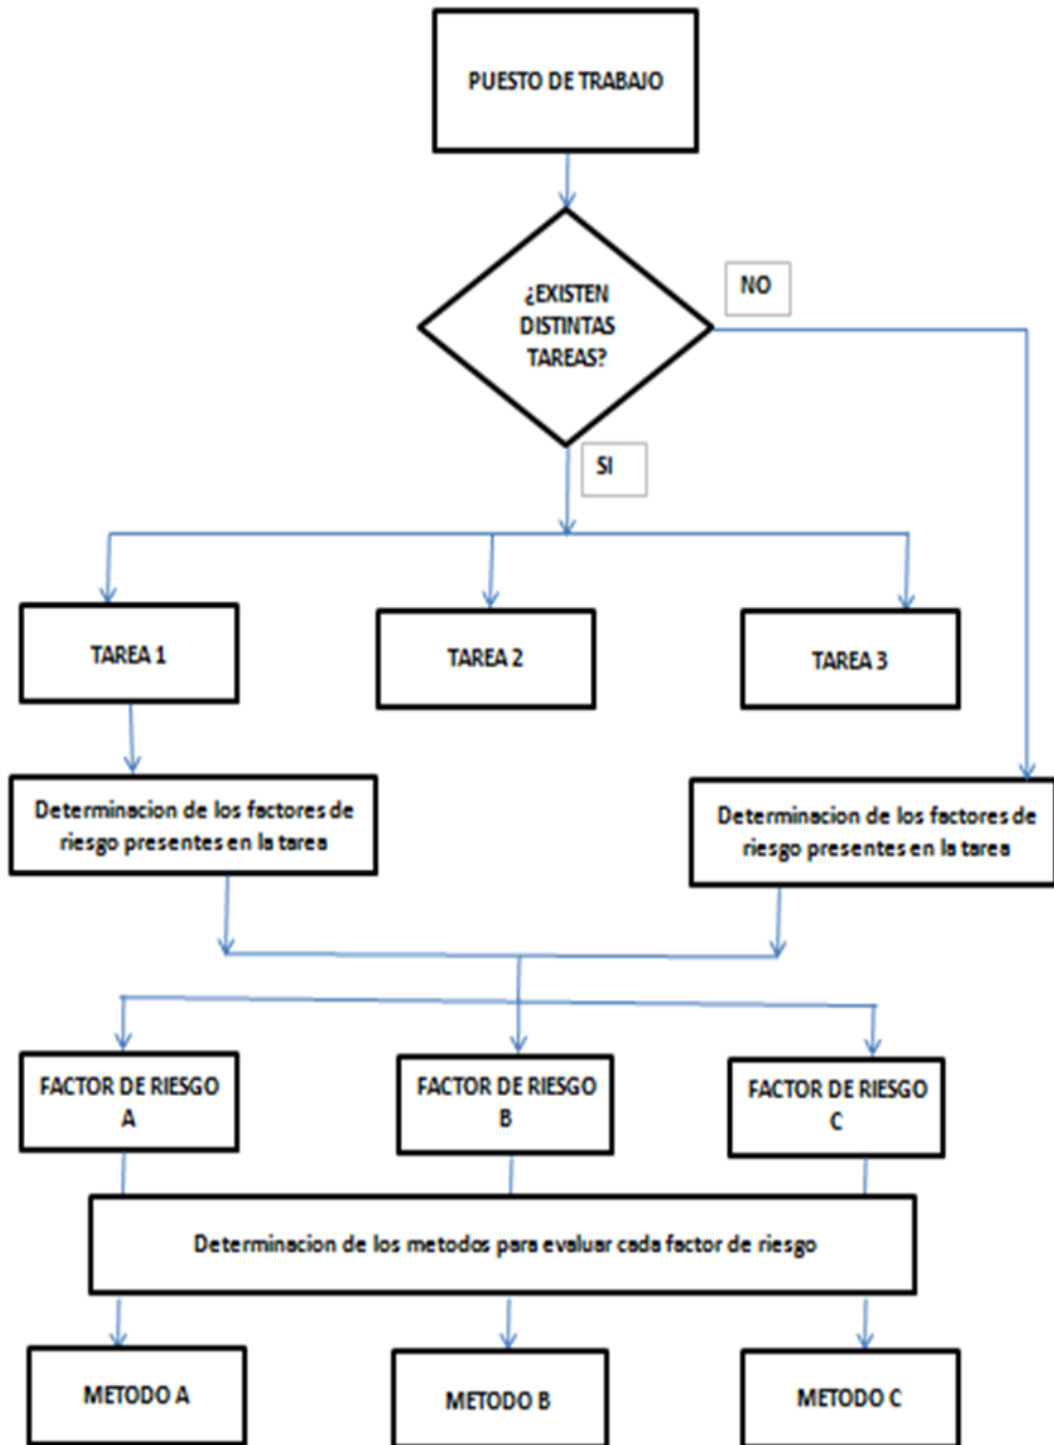 PUESTO DE TRABAJO
¿EXISTEN
DISTINTAS
TAREAS?
NO
SI
TAREA 1
TAREA 2
TAREA 3
Determinacion de los factores de
riesgo presentes en la tarea
Determinacion de los factores de
riesgo presentes en la tarea
FACTOR DE RIESGO
A
FACTOR DE RIESGO
B
FACTOR DE RIESGO
C
Determinacion de los metodos para evaluar cada factor de riesgo
METODO A
METODO B
METODO C